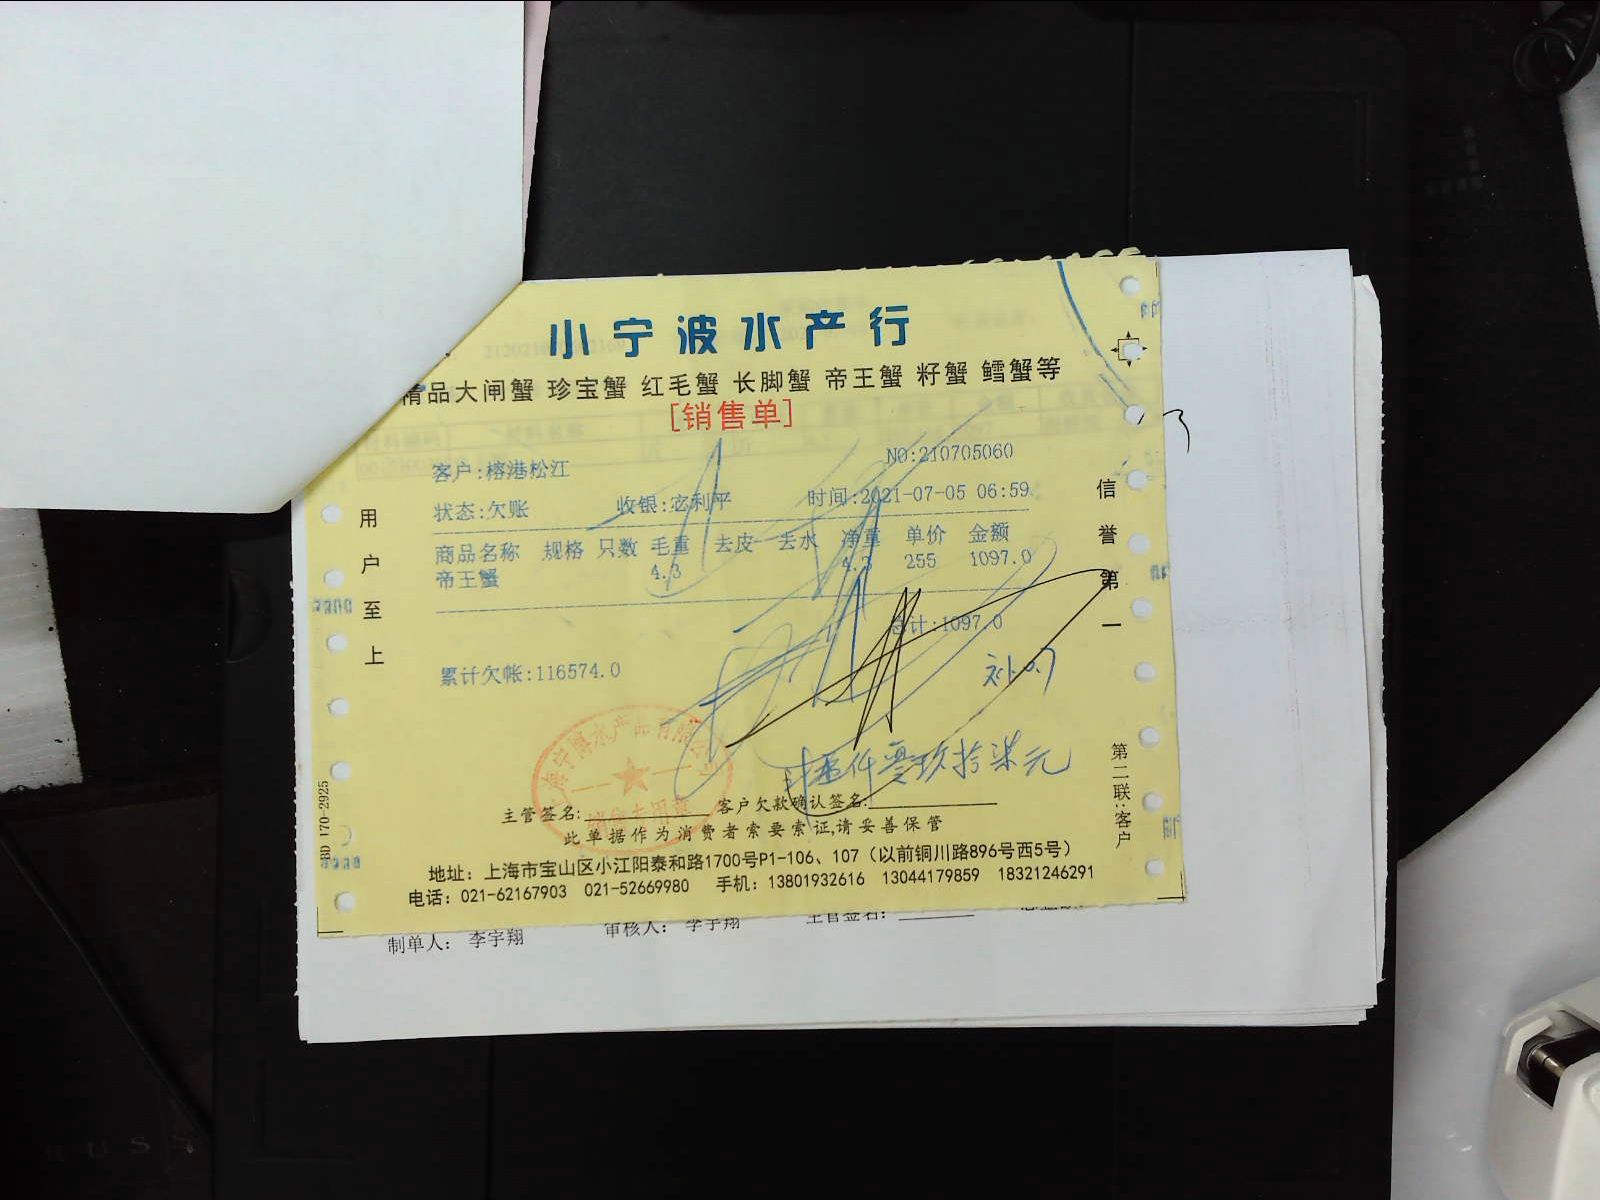 小宁波水产行
精品大闸蟹 珍宝蟹 红毛蟹 长脚蟹 帝王蟹 籽蟹 鳕蟹等
[销售单]
NO:210705060
客户:榕港松江
状态:欠账 收银:宓利平 时间:2021-07-05 06:59
商品名称 规格 只数 毛重 去皮 去水 净重 单价 金额
帝王蟹 4.3 4.3 255 1097.0
总计:1097.0
累计欠帐:116574.0
零玖拾柒元
主管签名: 客户欠款确认签名:
此单据作为消费者索要索证,请妥善保管
地址：上海市宝山区小江阳泰和路1700号P1-106、107（以前铜川路896号西5号）
电话：021-62167903 021-52669980 手机：13801932616 13044179859 18321246291
用户至上
信誉第一
第二联:客户
BD 170-2925
制单人： 李宇翔 审核人： 李宇翔 主管签名：